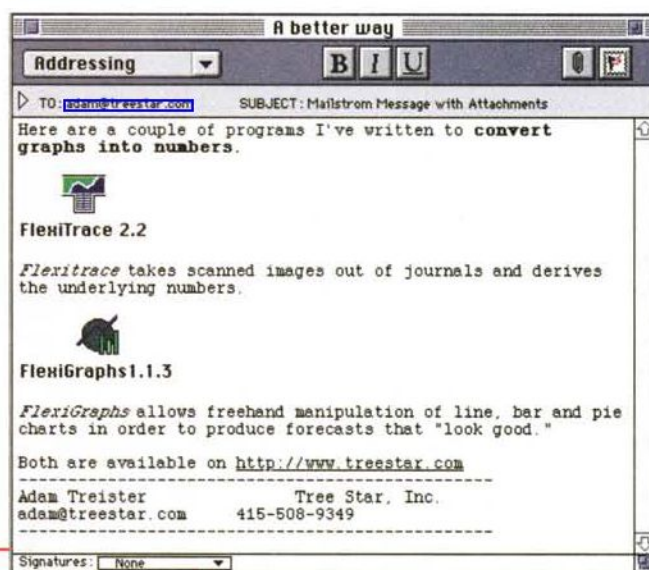 A better way
Addressing B I U
TO: adam@treestar.com SUBJECT: Mailstrom Message with Attachments
Here are a couple of programs I've written to convert
graphs into numbers.
FlexiTrace 2.2
Flexitrace takes scanned images out of journals and derives
the underlying numbers.
FlexiGraphs1.1.3
FlexiGraphs allows freehand manipulation of line, bar and pie
charts in order to produce forecasts that "look good."
Both are available on http://www.treestar.com
------------------------------------------------
Adam Treister Tree Star, Inc.
adam@treestar.com 415-508-9349
------------------------------------------------
Signatures: None